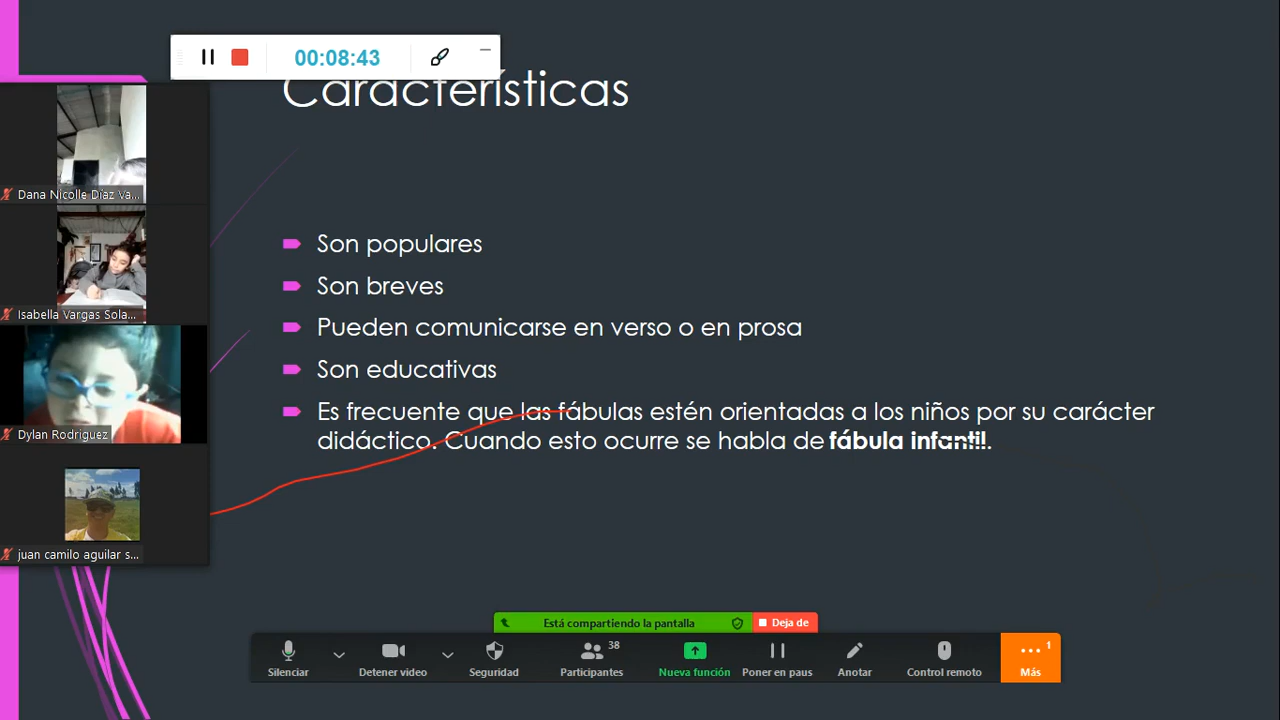 00:08:43
Características
Dana Nicolle Díaz Va...
Isabella Vargas Sola...
Dylan Rodriguez
juan camilo aguilar s...
Son populares
Son breves
Pueden comunicarse en verso o en prosa
Son educativas
Es frecuente que las fábulas estén orientadas a los niños por su carácter
didáctico. Cuando esto ocurre se habla de fábula infantil.
Está compartiendo la pantalla
Deja de
Silenciar
Detener video
Seguridad
Participantes 38
Nueva función
Poner en paus
Anotar
Control remoto
Más 1